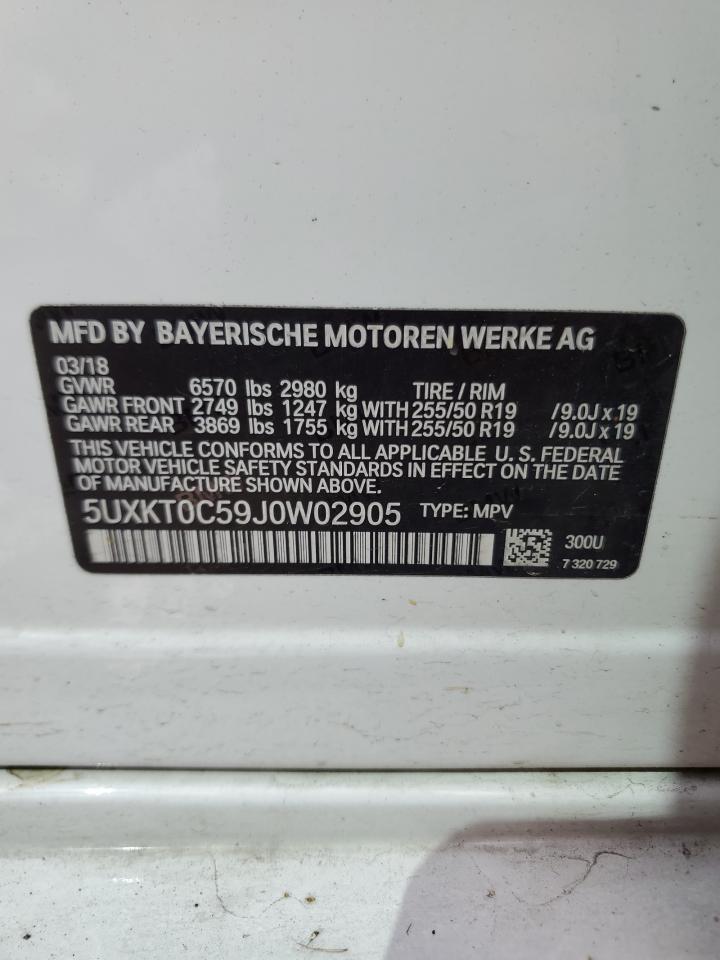 MFD BY BAYERISCHE MOTOREN WERKE AG
03/18
GVWR 6570 lbs 2980 kg TIRE / RIM
GAWR FRONT 2749 lbs 1247 kg WITH 255/50 R19 /9.0J x 19
GAWR REAR 3869 lbs 1755 kg WITH 255/50 R19 /9.0J x 19
THIS VEHICLE CONFORMS TO ALL APPLICABLE U. S. FEDERAL
MOTOR VEHICLE SAFETY STANDARDS IN EFFECT ON THE DATE
OF MANUFACTURE SHOWN ABOVE.
5UXKT0C59J0W02905 TYPE: MPV
300U
7 320 729